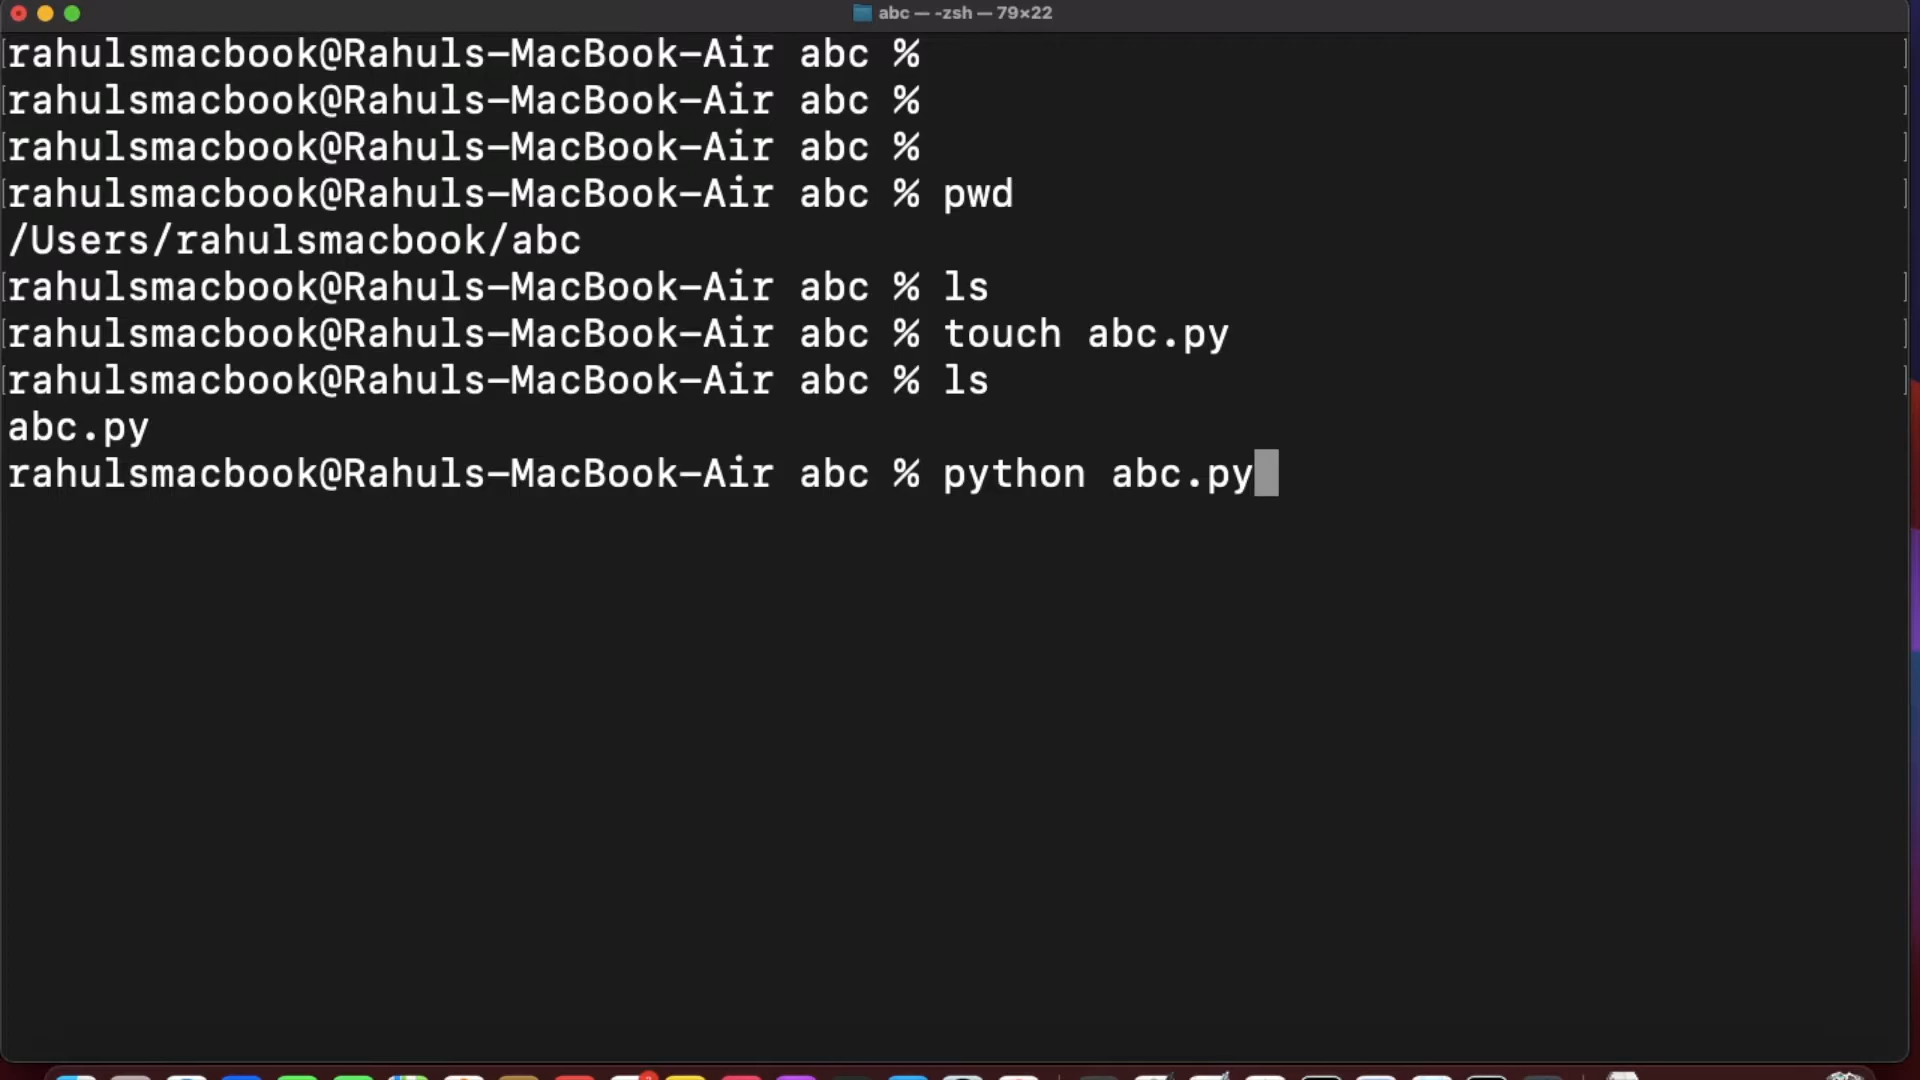 abc — -zsh — 79×22
rahulsmacbook@Rahuls-MacBook-Air abc %
rahulsmacbook@Rahuls-MacBook-Air abc %
rahulsmacbook@Rahuls-MacBook-Air abc %
rahulsmacbook@Rahuls-MacBook-Air abc % pwd
/Users/rahulsmacbook/abc
rahulsmacbook@Rahuls-MacBook-Air abc % ls
rahulsmacbook@Rahuls-MacBook-Air abc % touch abc.py
rahulsmacbook@Rahuls-MacBook-Air abc % ls
abc.py
rahulsmacbook@Rahuls-MacBook-Air abc % python abc.py